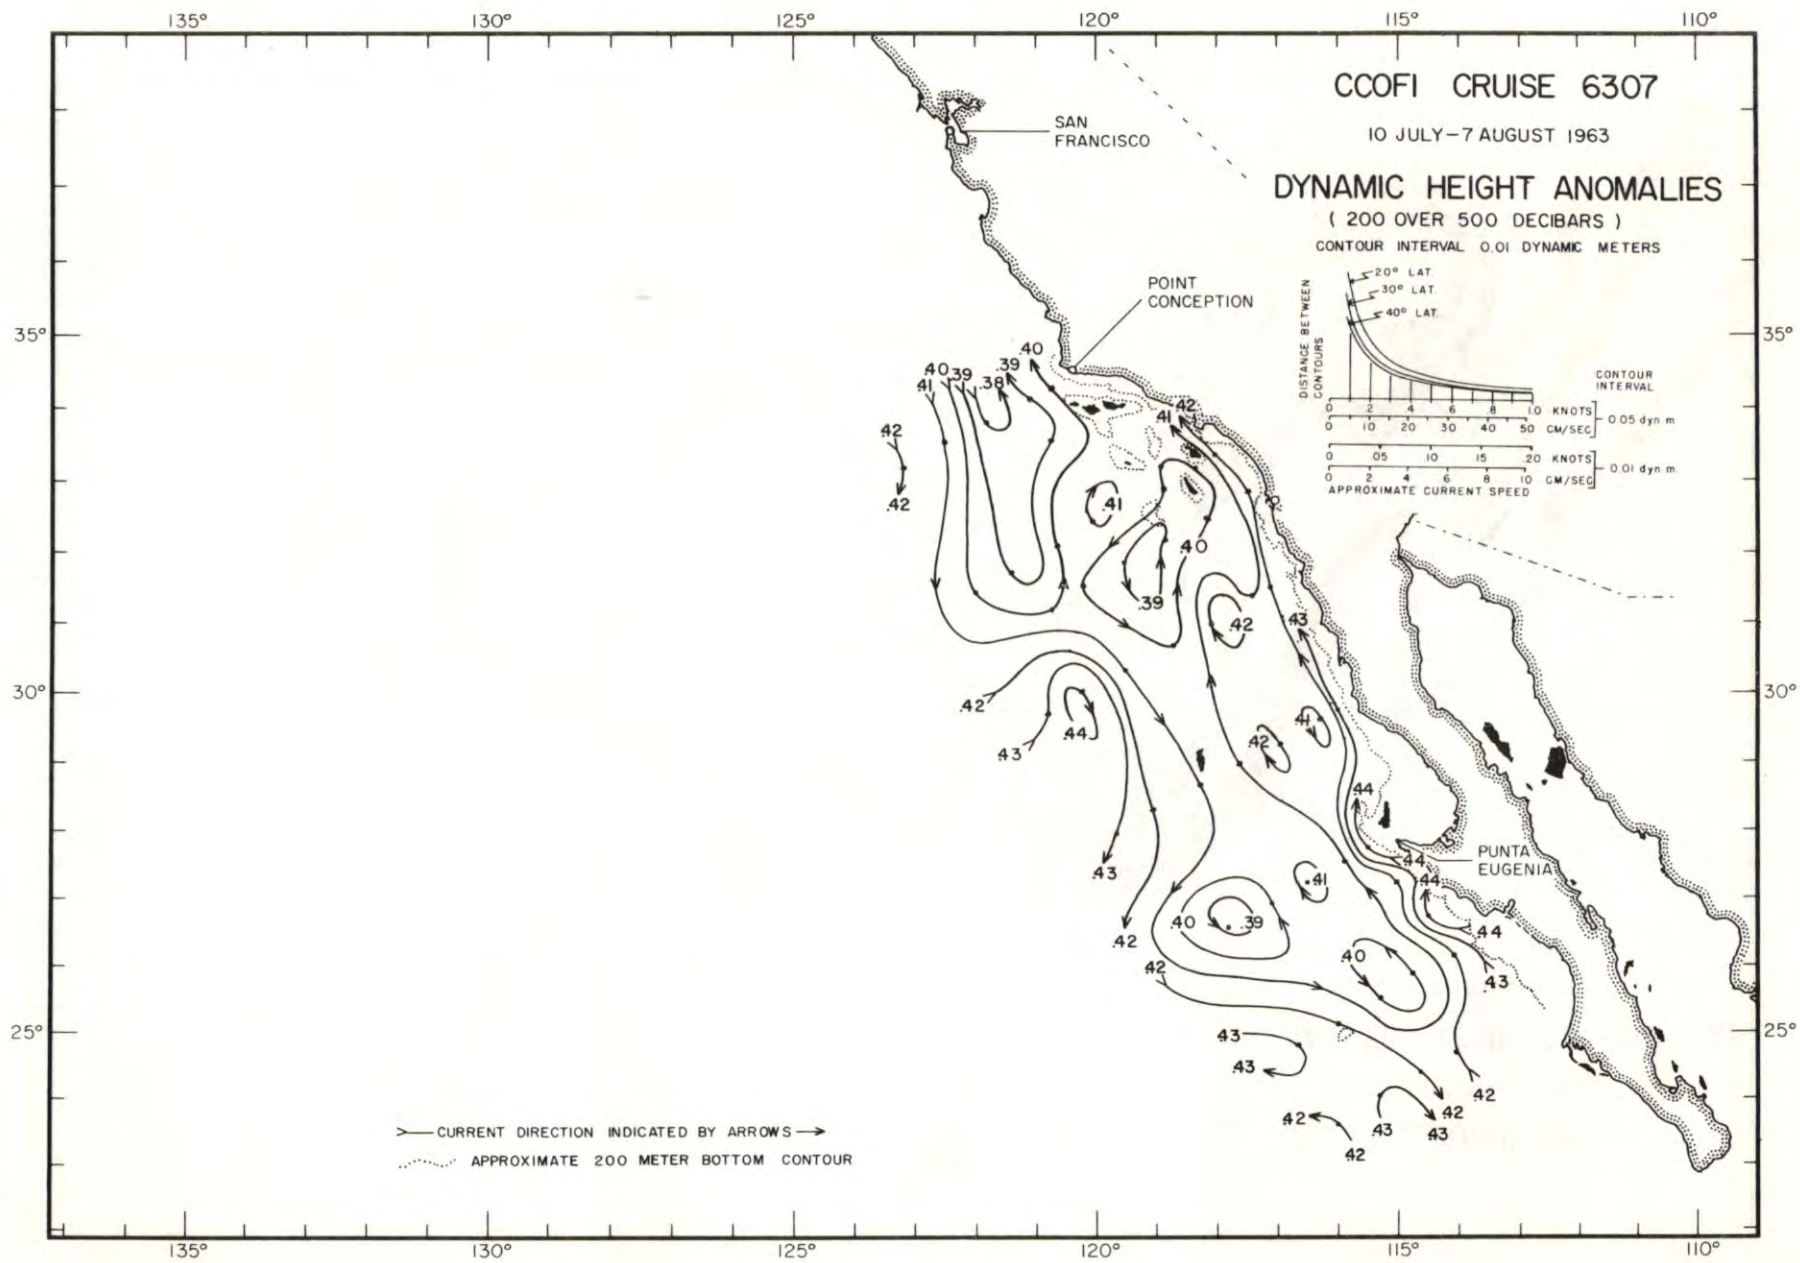 135° 130° 125° 120° 115° 110°
CCOFI CRUISE 6307
10 JULY–7 AUGUST 1963
DYNAMIC HEIGHT ANOMALIES
( 200 OVER 500 DECIBARS )
CONTOUR INTERVAL 0.01 DYNAMIC METERS
SAN
FRANCISCO
POINT
CONCEPTION
DISTANCE BETWEEN
CONTOURS
20° LAT.
30° LAT.
40° LAT.
CONTOUR
INTERVAL
0 .2 .4 .6 .8 1.0 KNOTS
0 10 20 30 40 50 CM/SEC
0.05 dyn m
0 .05 .10 .15 .20 KNOTS
0 2 4 6 8 10 CM/SEC
0.01 dyn m
APPROXIMATE CURRENT SPEED
35° 35°
.40
.39
.40 .39 .38
.41
.42
.41
.42
.42
.41
.40
.39
.42
.43
30° 30°
.42
.44
.43
.41
.42
.44
PUNTA
EUGENIA
.44
.43
.44
.41
.40 .39
.44
.42
.40
.42
.43
25° 25°
.43
.43
.42
.42
.42
.43
.43
.42
CURRENT DIRECTION INDICATED BY ARROWS
APPROXIMATE 200 METER BOTTOM CONTOUR
135° 130° 125° 120° 115° 110°